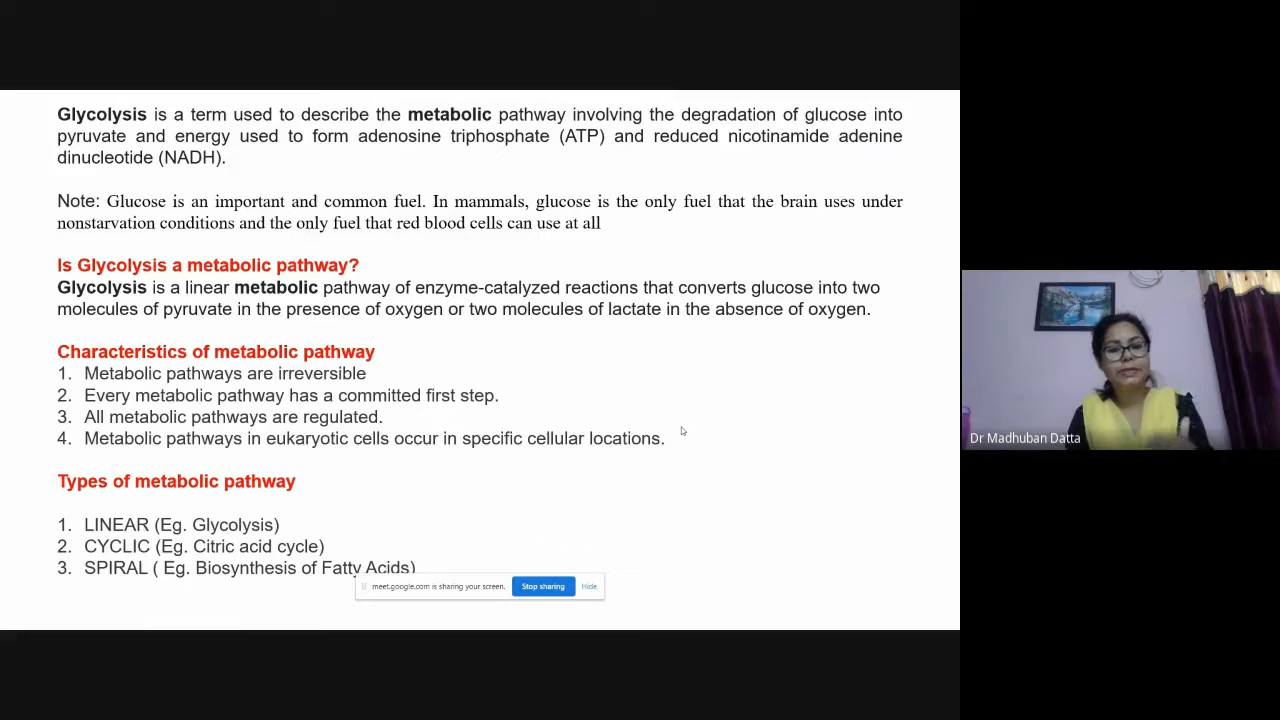 Glycolysis is a term used to describe the metabolic pathway involving the degradation of glucose into
pyruvate and energy used to form adenosine triphosphate (ATP) and reduced nicotinamide adenine
dinucleotide (NADH).
Note: Glucose is an important and common fuel. In mammals, glucose is the only fuel that the brain uses under
nonstarvation conditions and the only fuel that red blood cells can use at all
Is Glycolysis a metabolic pathway?
Glycolysis is a linear metabolic pathway of enzyme-catalyzed reactions that converts glucose into two
molecules of pyruvate in the presence of oxygen or two molecules of lactate in the absence of oxygen.
Characteristics of metabolic pathway
1. Metabolic pathways are irreversible
2. Every metabolic pathway has a committed first step.
3. All metabolic pathways are regulated.
4. Metabolic pathways in eukaryotic cells occur in specific cellular locations.
Types of metabolic pathway
1. LINEAR (Eg. Glycolysis)
2. CYCLIC (Eg. Citric acid cycle)
3. SPIRAL ( Eg. Biosynthesis of Fatty Acids)
meet.google.com is sharing your screen. Stop sharing Hide
Dr Madhuban Datta